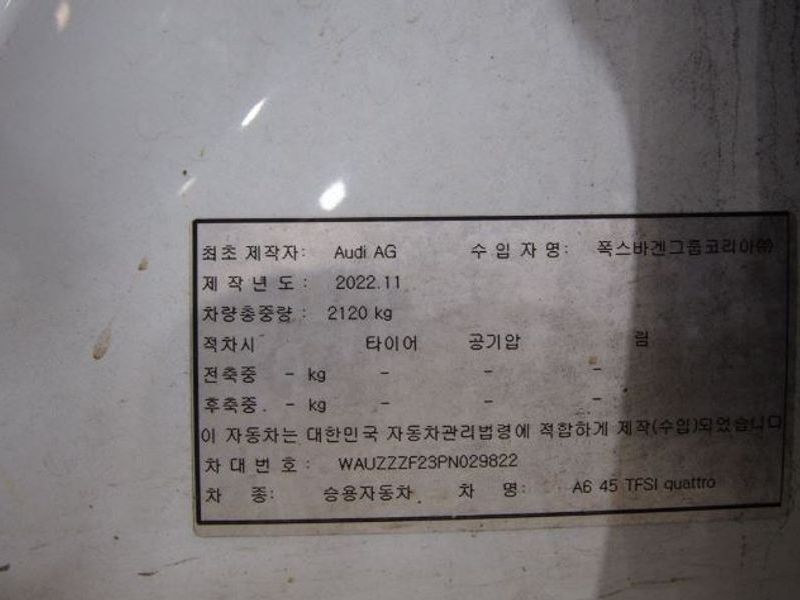 최초 제작자: Audi AG 수 입 자 명: 폭스바겐그룹코리아㈜
제 작 년 도 : 2022.11
차량총중량 : 2120 kg
적차시 타이어 공기압 림
전축중 - kg - - -
후축중. - kg - - -
이 자동차는 대한민국 자동차관리법령에 적합하게 제작(수입)되었습니다
차 대 번 호 : WAUZZZF23PN029822
차 종: 승용자동차 차 명: A6 45 TFSI quattro